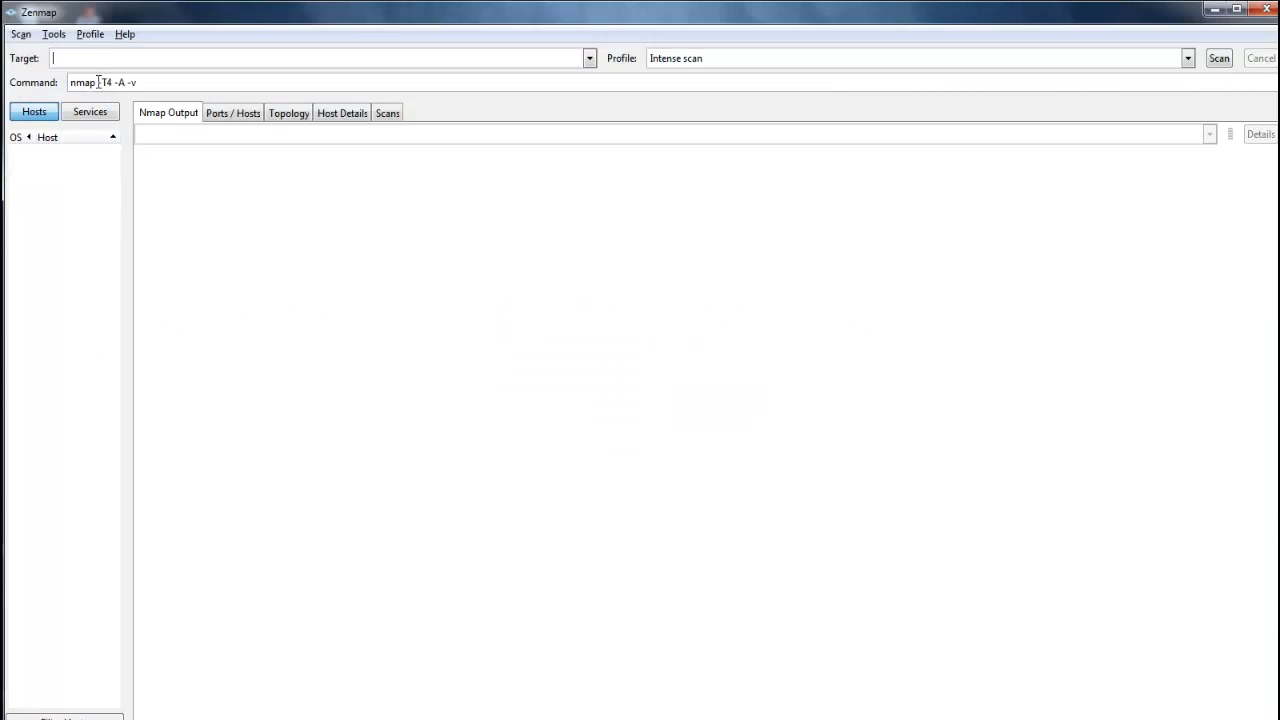 Zenmap
Scan Tools Profile Help
Target: Profile: Intense scan Scan Cancel
Command: nmap -T4 -A -v
Hosts Services Nmap Output Ports / Hosts Topology Host Details Scans
OS Host Details